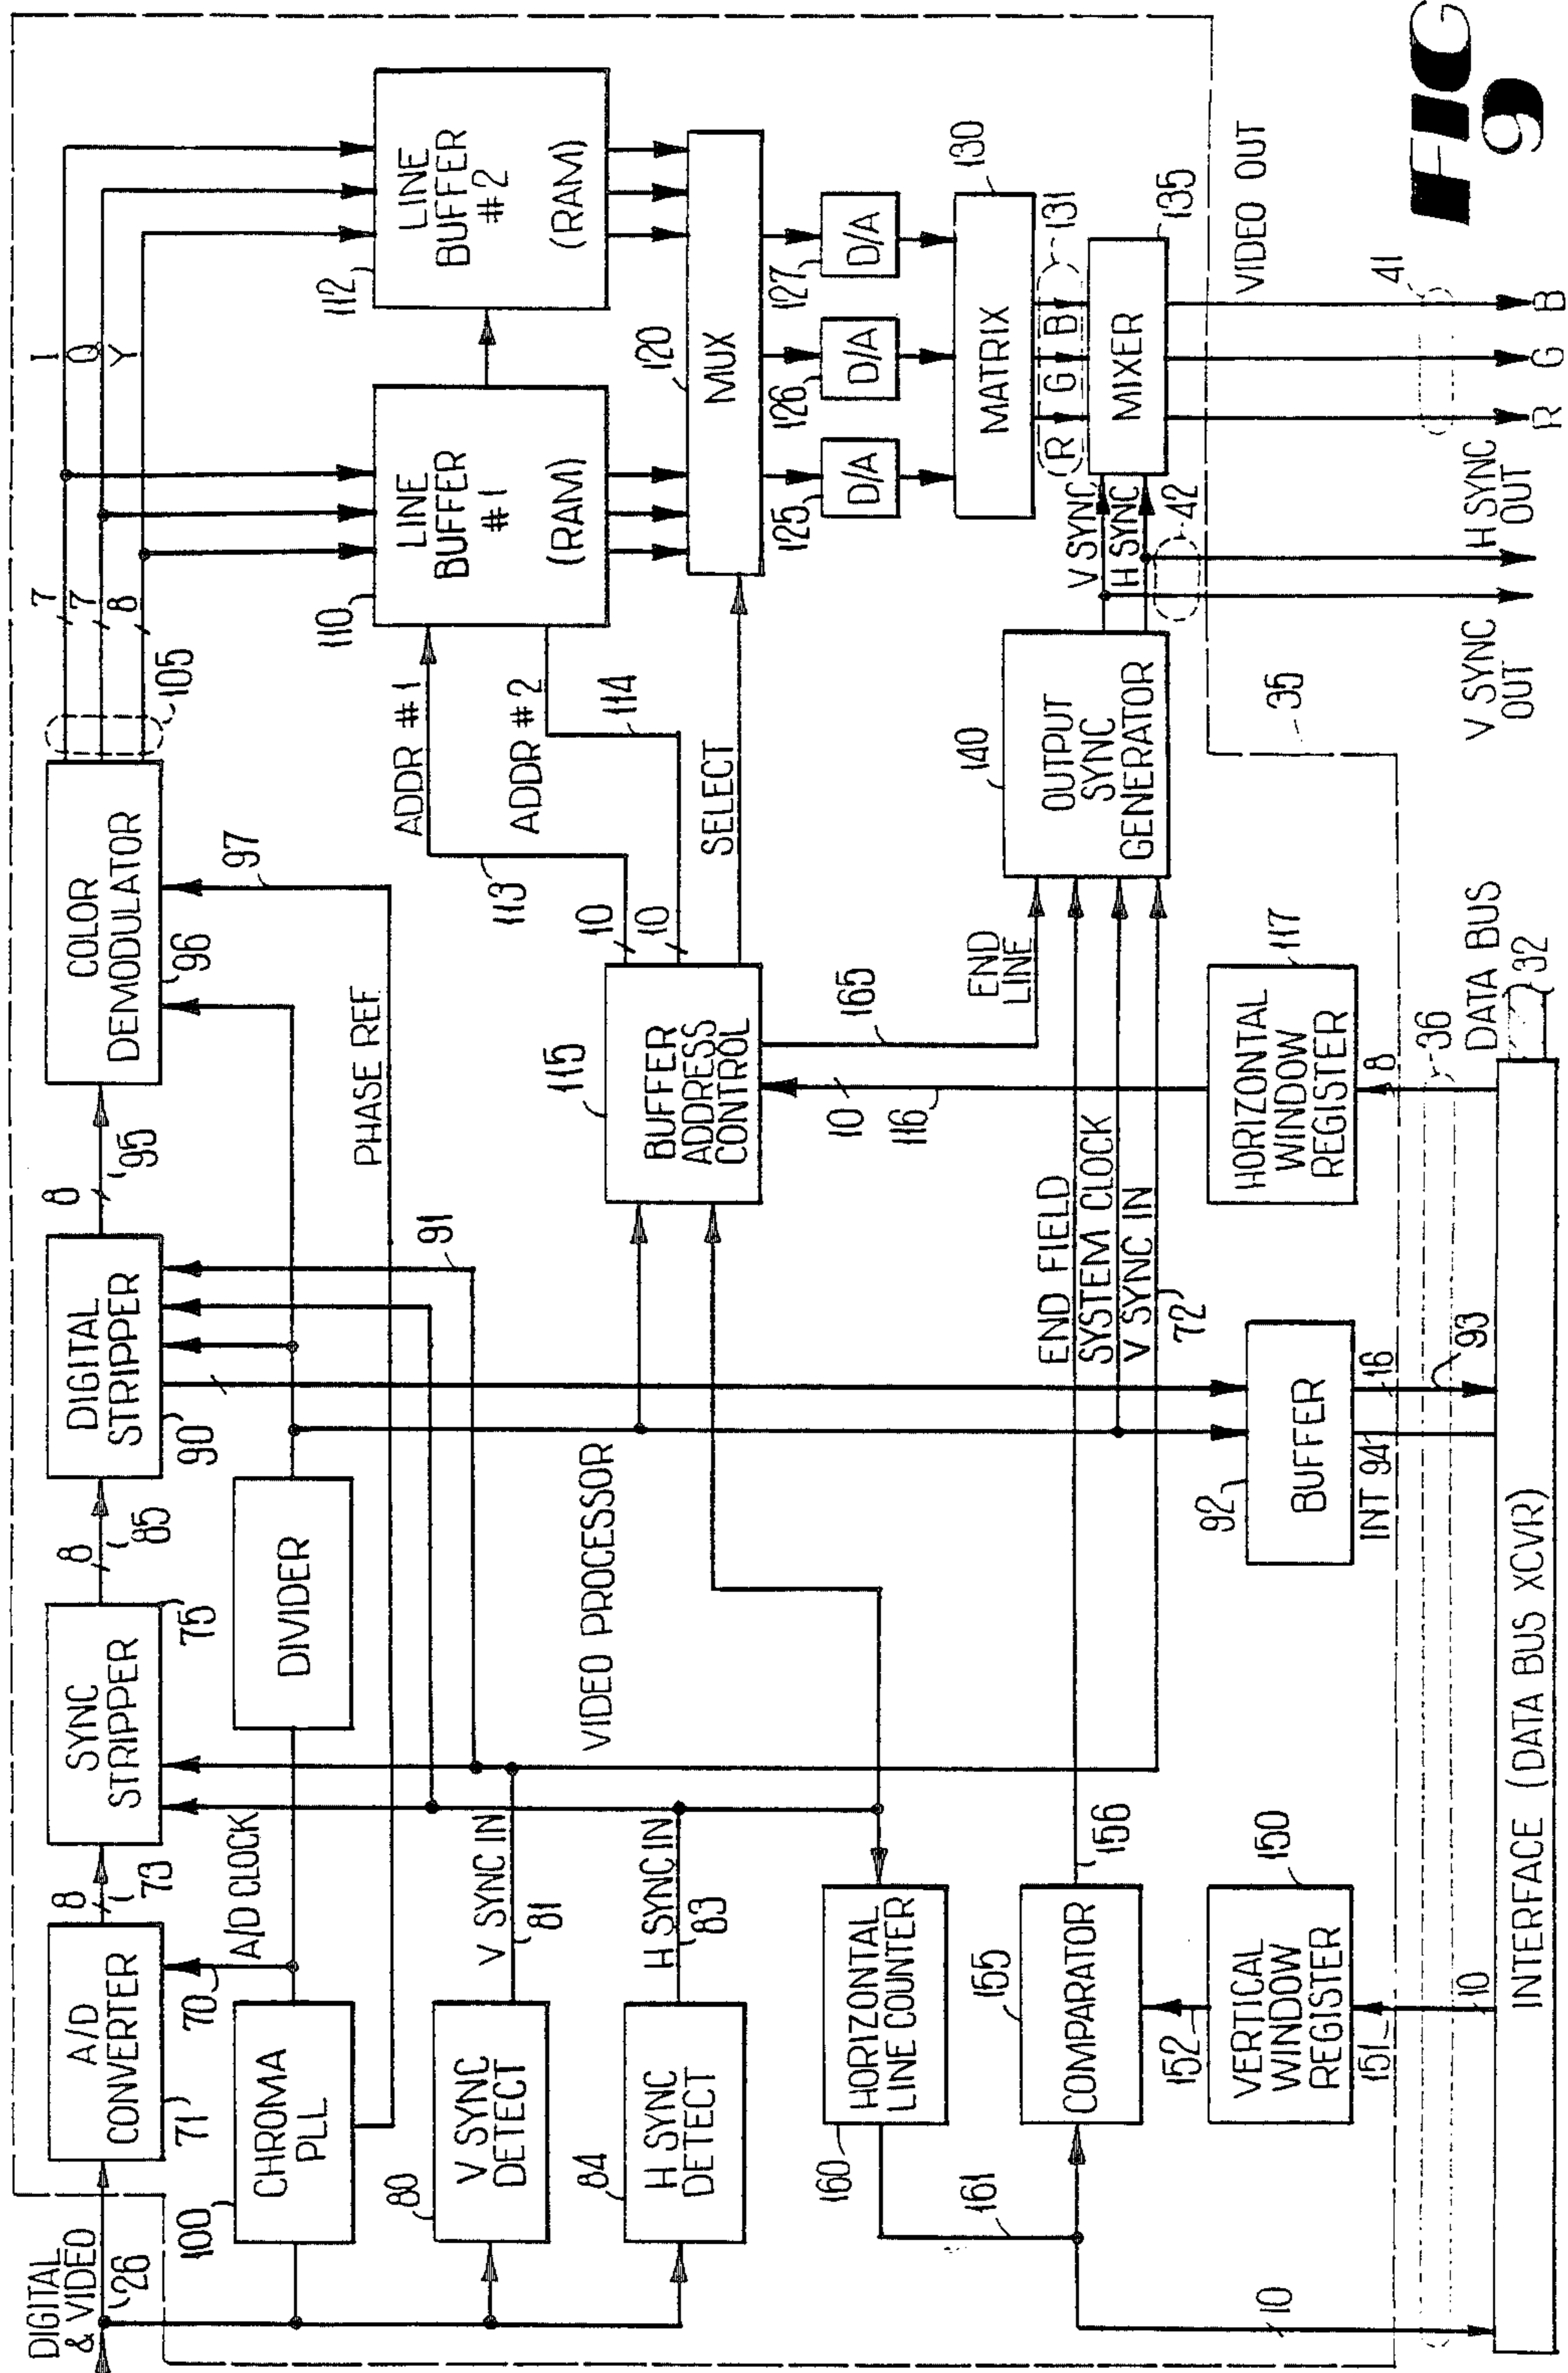 DIGITAL
& VIDEO
26
A/D
CONVERTER
71
70
A/D CLOCK
8
73
SYNC
STRIPPER
75
8
85
DIGITAL
STRIPPER
90
8
95
COLOR
DEMODULATOR
96
97
105
7
7
8
I
Q
Y
CHROMA
PLL
100
DIVIDER
PHASE REF.
91
V SYNC
DETECT
80
V SYNC IN
81
H SYNC
DETECT
84
H SYNC IN
83
VIDEO PROCESSOR
LINE
BUFFER
#1
(RAM)
110
LINE
BUFFER
#2
(RAM)
112
ADDR #1
113
ADDR #2
114
10
10
SELECT
BUFFER
ADDRESS
CONTROL
115
MUX
120
D/A
125
D/A
126
D/A
127
MATRIX
130
R G B
131
MIXER
135
V SYNC
H SYNC
42
OUTPUT
SYNC
GENERATOR
140
END
LINE
165
10
116
END FIELD
SYSTEM CLOCK
V SYNC IN
72
HORIZONTAL
LINE COUNTER
160
161
COMPARATOR
155
156
152
VERTICAL
WINDOW
REGISTER
150
151
10
10
BUFFER
92
INT 94
16
93
HORIZONTAL
WINDOW
REGISTER
117
8
36
35
DATA BUS
32
INTERFACE (DATA BUS XCVR)
V SYNC
OUT
H SYNC
OUT
VIDEO OUT
41
R
G
B
FIG
9